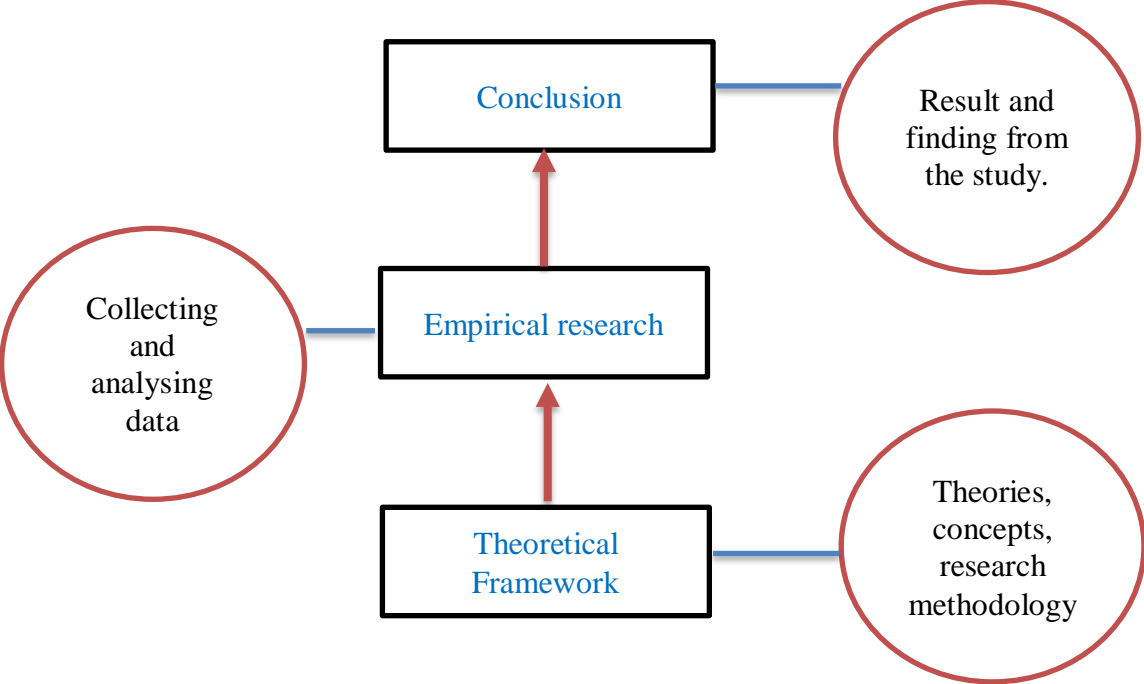 Conclusion
Result and
finding from
the study.
Collecting
and
analysing
data
Empirical research
Theoretical
Framework
Theories,
concepts,
research
methodology